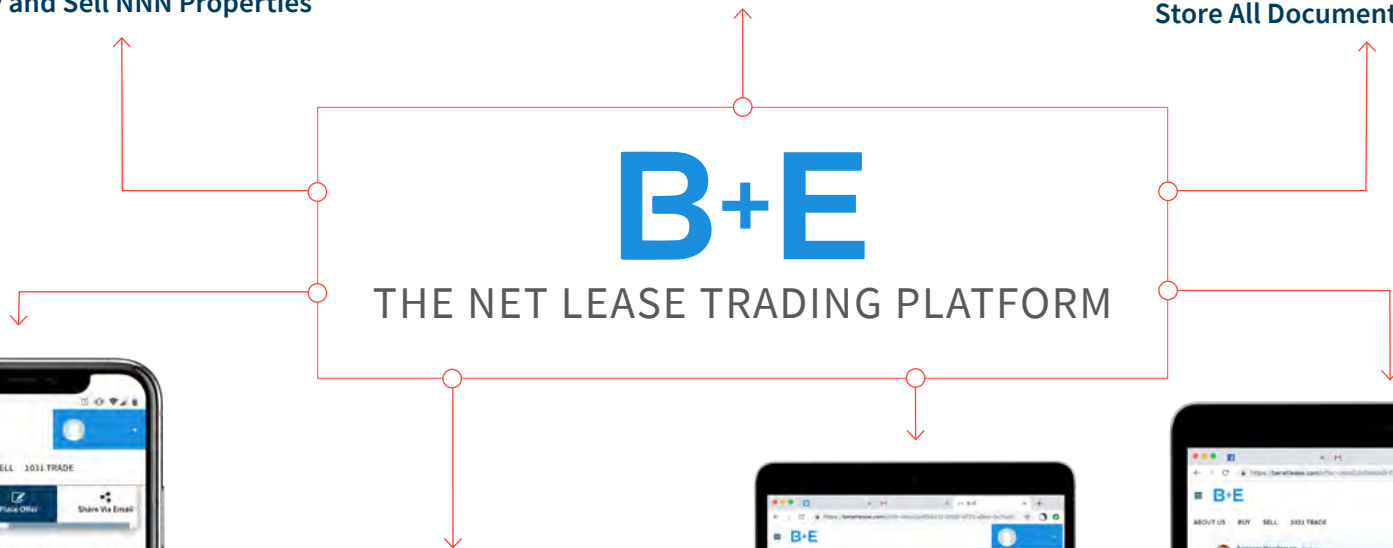 and Sell NNN Properties
Store All Document
B+E
THE NET LEASE TRADING PLATFORM
ELL 1031 TRADE
Place Offer
Share Via Email
B+E
B+E
ABOUT US BUY SELL 1031 TRADE